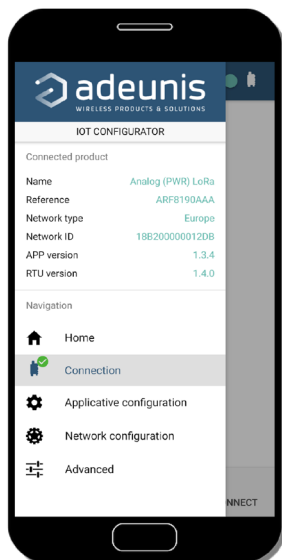 adeunis
WIRELESS PRODUCTS & SOLUTIONS
IOT CONFIGURATOR
Connected product
Name Analog (PWR) LoRa
Reference ARF8190AAA
Network type Europe
Network ID 18B200000012DB
APP version 1.3.4
RTU version 1.4.0
Navigation
Home
Connection
Applicative configuration
Network configuration
Advanced
NNECT